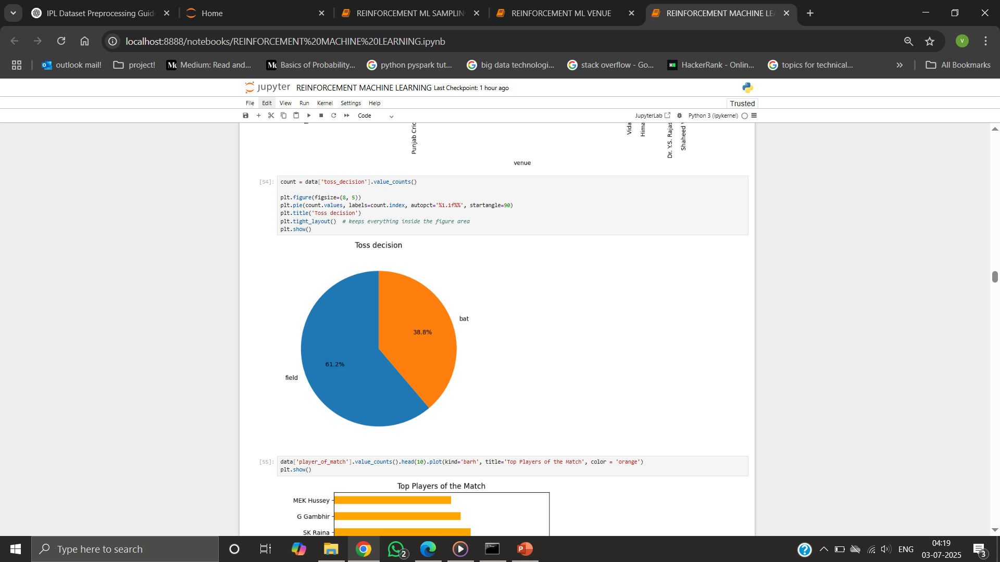 IPL Dataset Preprocessing Guid
Home
REINFORCEMENT ML SAMPLIN
REINFORCEMENT ML VENUE
REINFORCEMENT MACHINE LE
localhost:8888/notebooks/REINFORCEMENT%20MACHINE%20LEARNING.ipynb
V
outlook mail!
project!
Medium: Read and...
Basics of Probability...
python pyspark tut...
big data technologi...
stack overflow - Go...
HackerRank - Onlin...
topics for technical...
All Bookmarks
jupyter REINFORCEMENT MACHINE LEARNING Last Checkpoint: 1 hour ago
File Edit View Run Kernel Settings Help
Trusted
Code
JupyterLab
Python 3 (ipykernel)
Punjab Cric
Vida
Hima
Dr. Y.S. Rajas
Shaheed
venue
[54]:
count = data['toss_decision'].value_counts()
plt.figure(figsize=(8, 5))
plt.pie(count.values, labels=count.index, autopct='%1.1f%%', startangle=90)
plt.title('Toss decision')
plt.tight_layout()  # keeps everything inside the figure area
plt.show()
Toss decision
bat
38.8%
61.2%
field
[55]:
data['player_of_match'].value_counts().head(10).plot(kind='barh', title='Top Players of the Match', color = 'orange')
plt.show()
Top Players of the Match
MEK Hussey
G Gambhir
SK Raina
Type here to search
2
P
ENG
04:19
03-07-2025
3